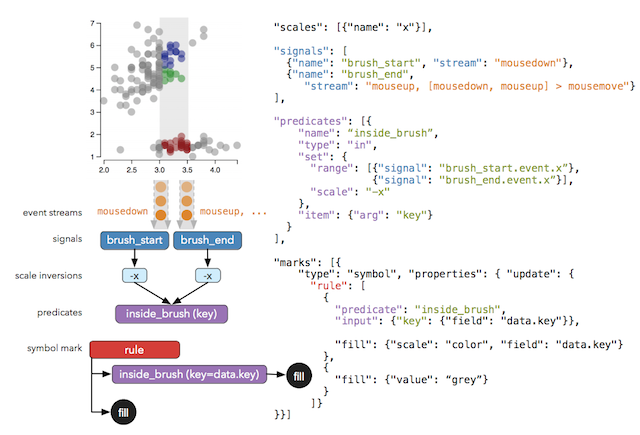 7
6
5
4
3
2
1
2.0 2.5 3.0 3.5 4.0
event streams mousedown mouseup, ...
signals brush_start brush_end
scale inversions -x -x
predicates inside_brush (key)
symbol mark rule
inside_brush (key=data.key) fill
fill
"scales": [{"name": "x"}],
"signals": [
{"name": "brush_start", "stream": "mousedown"},
{"name": "brush_end",
"stream": "mouseup, [mousedown, mouseup] > mousemove"}
],
"predicates": [{
"name": “inside_brush”,
"type": "in",
"set": {
"range": [{"signal": "brush_start.event.x”},
{"signal": "brush_end.event.x”}],
"scale": "-x"
},
"item": {"arg": "key"}
}
],
"marks": [{
"type": "symbol", "properties": { "update": {
"rule": [
{
"predicate": "inside_brush",
"input": {"key": {"field": "data.key"}},
"fill": {"scale": "color", "field": "data.key"}
},
{
"fill": {"value": “grey”}
}
]}
}}]